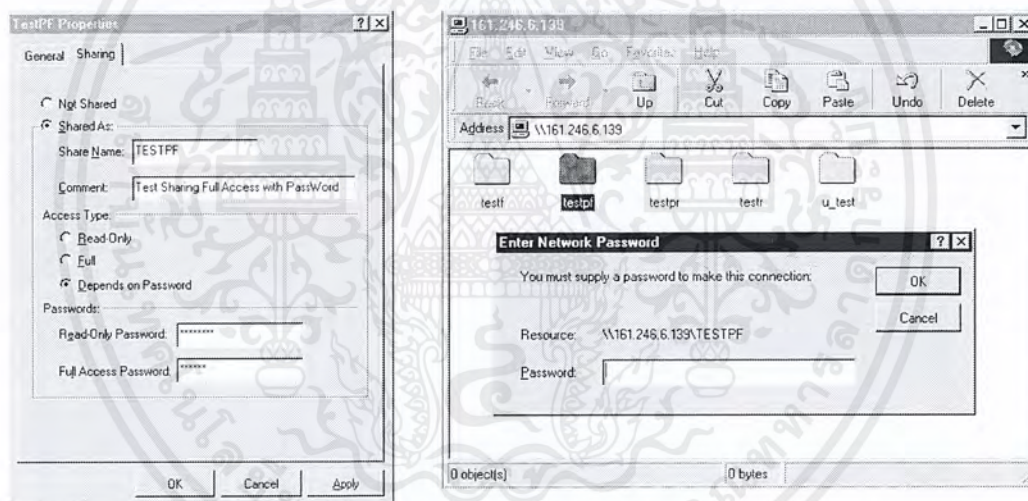 TestPF Properties
General Sharing
Not Shared
Shared As:
Share Name: TESTPF
Comment: Test Sharing Full Access with PassWord
Access Type:
Read-Only
Full
Depends on Password
Passwords:
Read-Only Password: ********
Full Access Password: ******
OK Cancel Apply
161.246.6.139
File Edit View Go Favorites Help
Back Forward Up Cut Copy Paste Undo Delete »
Address \\161.246.6.139
testf testpf testpr testr u_test
Enter Network Password
You must supply a password to make this connection:
OK
Cancel
Resource: \\161.246.6.139\TESTPF
Password:
0 object(s) 0 bytes